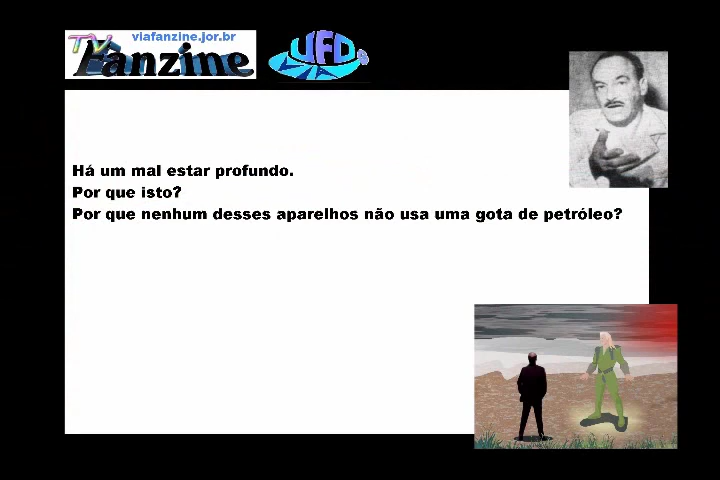 viafanzine.jor.br
TV
Fanzine
UFO
VIA
Há um mal estar profundo.
Por que isto?
Por que nenhum desses aparelhos não usa uma gota de petróleo?